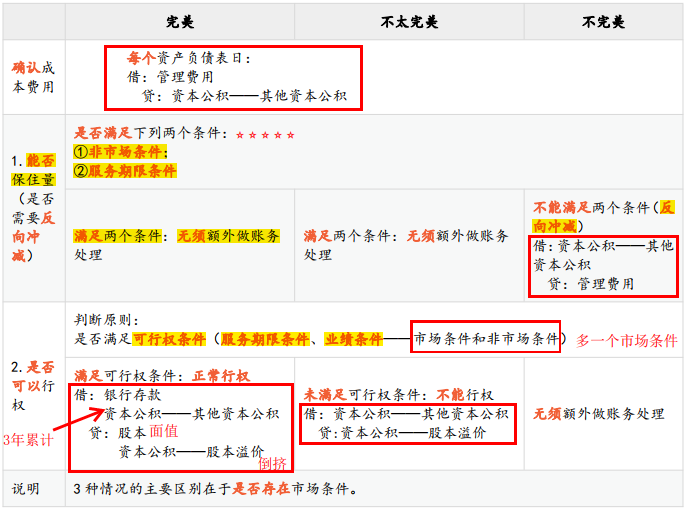 完美
不太完美
不完美
确认成
本费用
每个资产负债表日：
借：管理费用
贷：资本公积——其他资本公积
1.能否
保住量
（是否
需要反
向冲
减）
是否满足下列两个条件：★★★★★
①非市场条件；
②服务期限条件
满足两个条件：无须额外做账务
处理
满足两个条件：无须额外做账务
处理
不能满足两个条件（反
向冲减）
借:资本公积——其他
资本公积
贷：管理费用
2.是否
可以行
权
判断原则：
是否满足可行权条件（服务期限条件、业绩条件——市场条件和非市场条件）
多一个市场条件
满足可行权条件：正常行权
借：银行存款
资本公积——其他资本公积
贷：股本 面值
资本公积——股本溢价
3年累计
倒挤
未满足可行权条件：不能行权
借：资本公积——其他资本公积
贷:资本公积——股本溢价
无须额外做账务处理
说明
3种情况的主要区别在于是否存在市场条件。